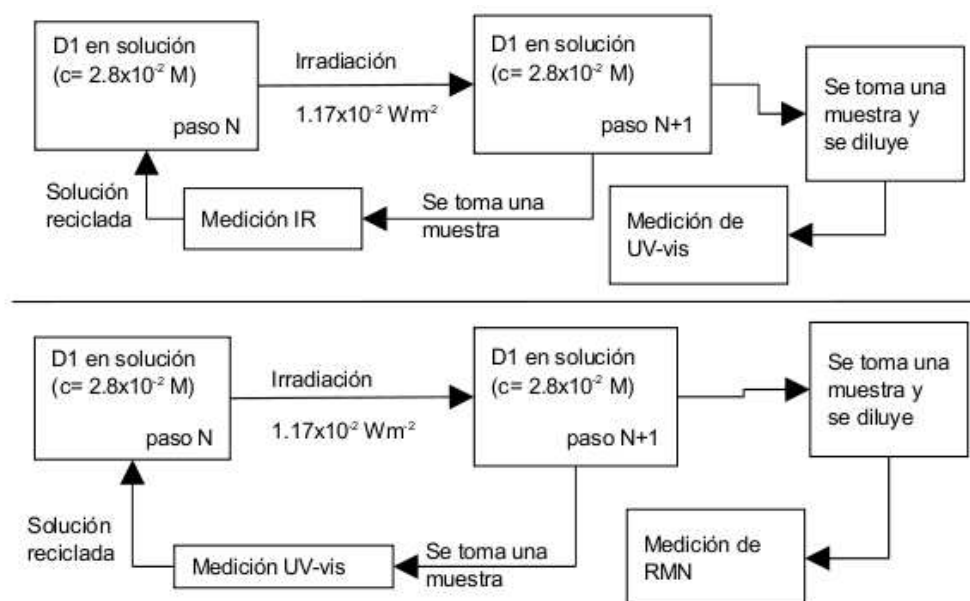 D1 en solución
(c= 2.8x10⁻² M)
paso N
Irradiación
1.17x10⁻² Wm⁻²
D1 en solución
(c= 2.8x10⁻² M)
paso N+1
Se toma una
muestra y
se diluye
Solución
reciclada
Medición IR
Se toma una
muestra
Medición de
UV-vis
D1 en solución
(c= 2.8x10⁻² M)
paso N
Irradiación
1.17x10⁻² Wm⁻²
D1 en solución
(c= 2.8x10⁻² M)
paso N+1
Se toma una
muestra y
se diluye
Solución
reciclada
Medición UV-vis
Se toma una
muestra
Medición de
RMN